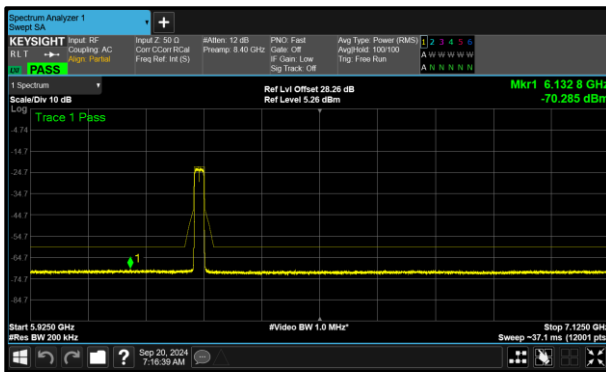 Spectrum Analyzer 1
Swept SA
+
KEYSIGHT
RLT
PASS
Input: RF
Coupling: AC
Align: Partial
Input Z: 50 Ω
Corr CCorr RCal
Freq Ref: Int (S)
#Atten: 12 dB
Preamp: 8.40 GHz
PNO: Fast
Gate: Off
IF Gain: Low
Sig Track: Off
Avg Type: Power (RMS)
Avg|Hold: 100/100
Trig: Free Run
1 2 3 4 5 6
A W W W W W
A N N N N N
1 Spectrum
Scale/Div 10 dB
Ref Lvl Offset 28.26 dB
Ref Level 5.26 dBm
Mkr1 6.132 8 GHz
-70.285 dBm
Log
Trace 1 Pass
-4.74
-14.7
-24.7
-34.7
-44.7
-54.7
-64.7
-74.7
-84.7
1
Start 5.9250 GHz
#Res BW 200 kHz
#Video BW 1.0 MHz*
Stop 7.1250 GHz
Sweep ~37.1 ms (12001 pts)
?
Sep 20, 2024
7:16:39 AM